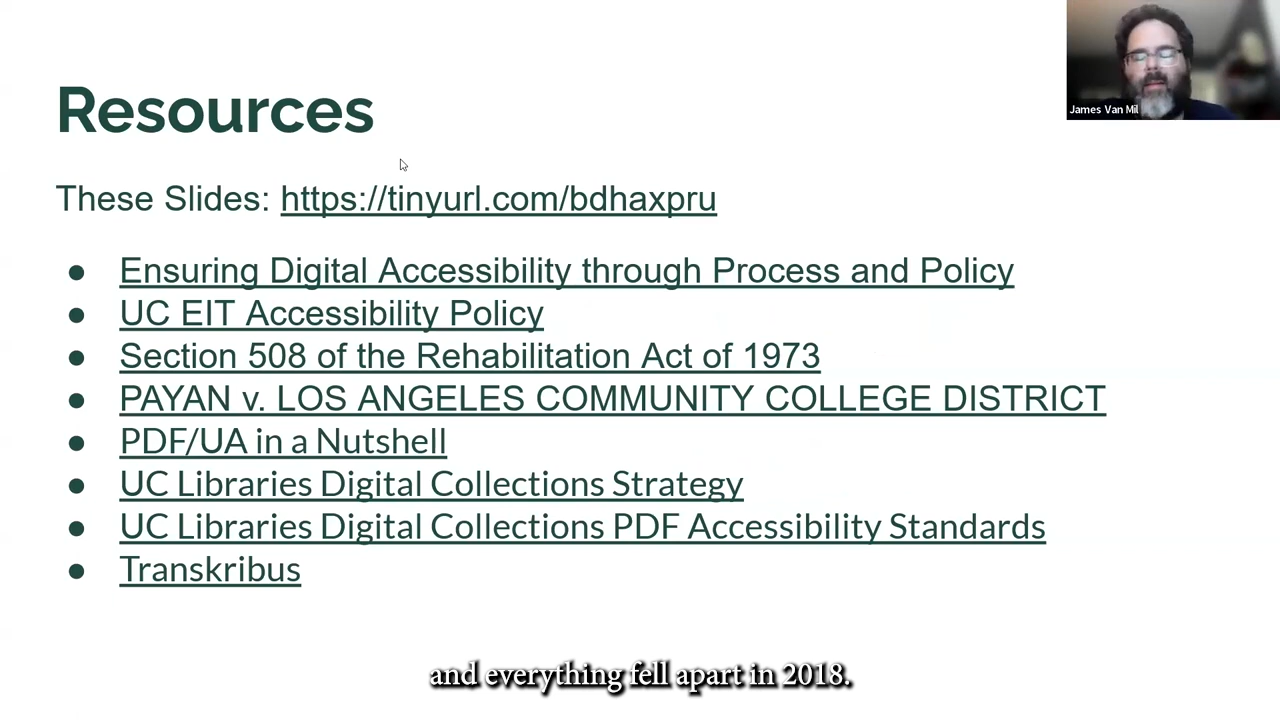 James Van Mil
Resources
These Slides: https://tinyurl.com/bdhaxpru
● Ensuring Digital Accessibility through Process and Policy
● UC EIT Accessibility Policy
● Section 508 of the Rehabilitation Act of 1973
● PAYAN v. LOS ANGELES COMMUNITY COLLEGE DISTRICT
● PDF/UA in a Nutshell
● UC Libraries Digital Collections Strategy
● UC Libraries Digital Collections PDF Accessibility Standards
● Transkribus
and everything fell apart in 2018.